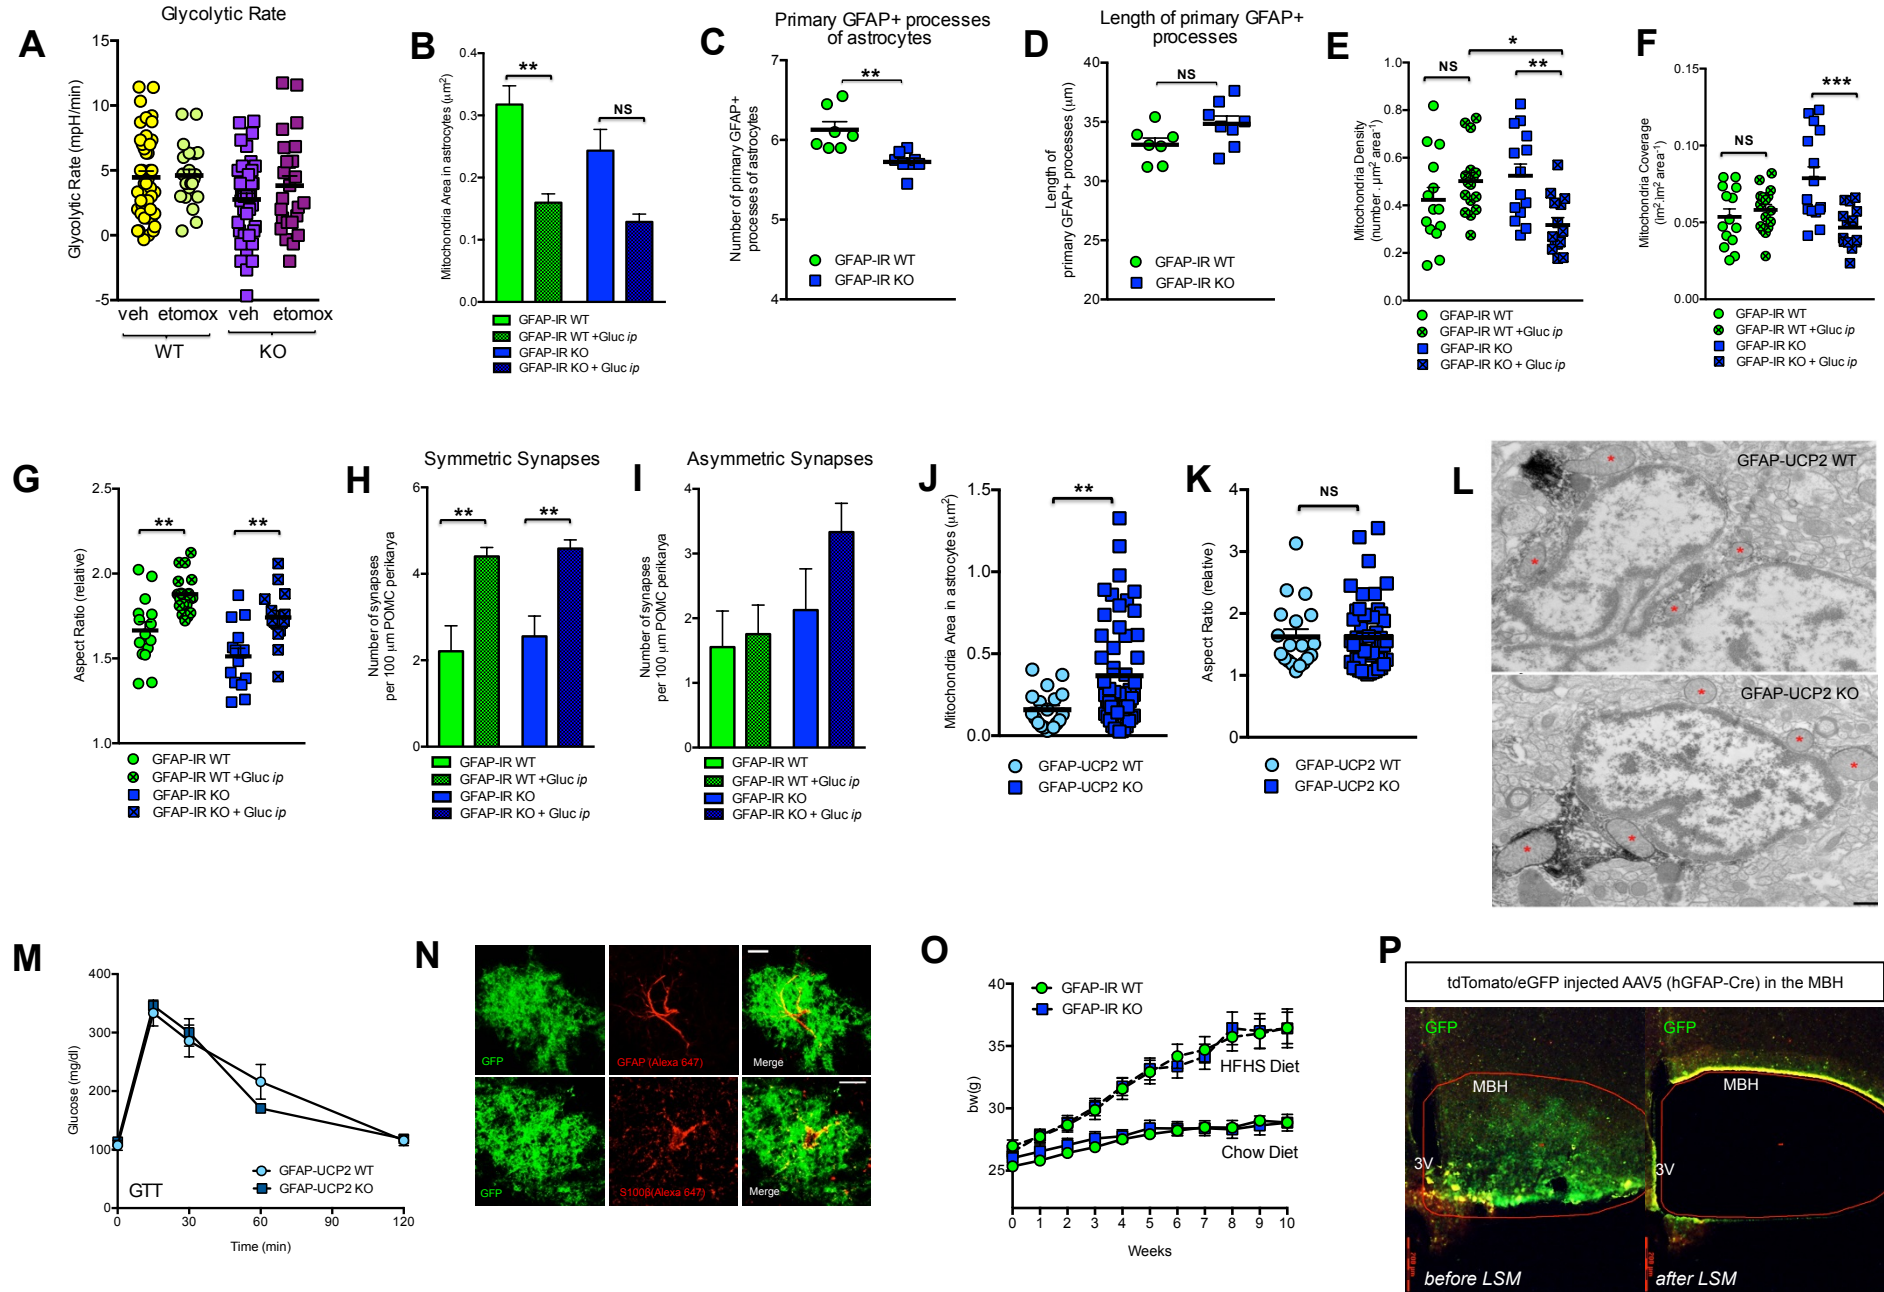 A
Glycolytic Rate
Glycolytic Rate (mpH/min)
15
10
5
0
-5
veh etomox veh etomox
WT KO
B
Mitochondria Area in astrocytes (μm²)
0.4
0.3
0.2
0.1
0.0
**
NS
GFAP-IR WT
GFAP-IR WT +Gluc ip
GFAP-IR KO
GFAP-IR KO + Gluc ip
C
Primary GFAP+ processes
of astrocytes
Number of primary GFAP+
processes of astrocytes
7
6
5
4
**
GFAP-IR WT
GFAP-IR KO
D
Length of primary GFAP+
processes
Length of
primary GFAP+ processes (μm)
40
35
30
25
20
NS
GFAP-IR WT
GFAP-IR KO
E
Mitochondria Density
(number . μm² area⁻¹)
1.0
0.8
0.6
0.4
0.2
0.0
*
NS
**
GFAP-IR WT
GFAP-IR WT +Gluc ip
GFAP-IR KO
GFAP-IR KO + Gluc ip
F
Mitochondria Coverage
(lm².lm² area⁻¹)
0.15
0.10
0.05
0.00
NS
***
GFAP-IR WT
GFAP-IR WT +Gluc ip
GFAP-IR KO
GFAP-IR KO + Gluc ip
G
Aspect Ratio (relative)
2.5
2.0
1.5
1.0
**
**
GFAP-IR WT
GFAP-IR WT +Gluc ip
GFAP-IR KO
GFAP-IR KO + Gluc ip
H
Symmetric Synapses
Number of synapses
per 100 μm POMC perikarya
6
4
2
0
**
**
GFAP-IR WT
GFAP-IR WT +Gluc ip
GFAP-IR KO
GFAP-IR KO + Gluc ip
I
Asymmetric Synapses
Number of synapses
per 100 μm POMC perikarya
4
3
2
1
0
GFAP-IR WT
GFAP-IR WT +Gluc ip
GFAP-IR KO
GFAP-IR KO + Gluc ip
J
Mitochondria Area in astrocytes (μm²)
1.5
1.0
0.5
0.0
**
GFAP-UCP2 WT
GFAP-UCP2 KO
K
Aspect Ratio (relative)
4
3
2
1
0
NS
GFAP-UCP2 WT
GFAP-UCP2 KO
L
GFAP-UCP2 WT
*
*
*
*
GFAP-UCP2 KO
*
*
*
*
*
M
Glucose (mg/dl)
400
300
200
100
0
GFAP-UCP2 WT
GFAP-UCP2 KO
GTT
0 30 60 90 120
Time (min)
N
GFP
GFAP (Alexa 647)
Merge
GFP
S100β(Alexa 647)
Merge
O
bw(g)
40
35
30
25
GFAP-IR WT
GFAP-IR KO
HFHS Diet
Chow Diet
0 1 2 3 4 5 6 7 8 9 10
Weeks
P
tdTomato/eGFP injected AAV5 (hGFAP-Cre) in the MBH
GFP
MBH
3V
200 μm
before LSM
GFP
MBH
3V
200 μm
after LSM